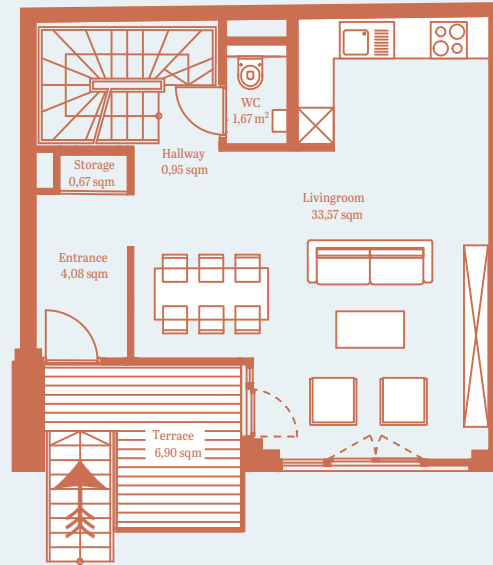 WC
1,67 m²
Hallway
0,95 sqm
Storage
0,67 sqm
Livingroom
33,57 sqm
Entrance
4,08 sqm
Terrace
6,90 sqm